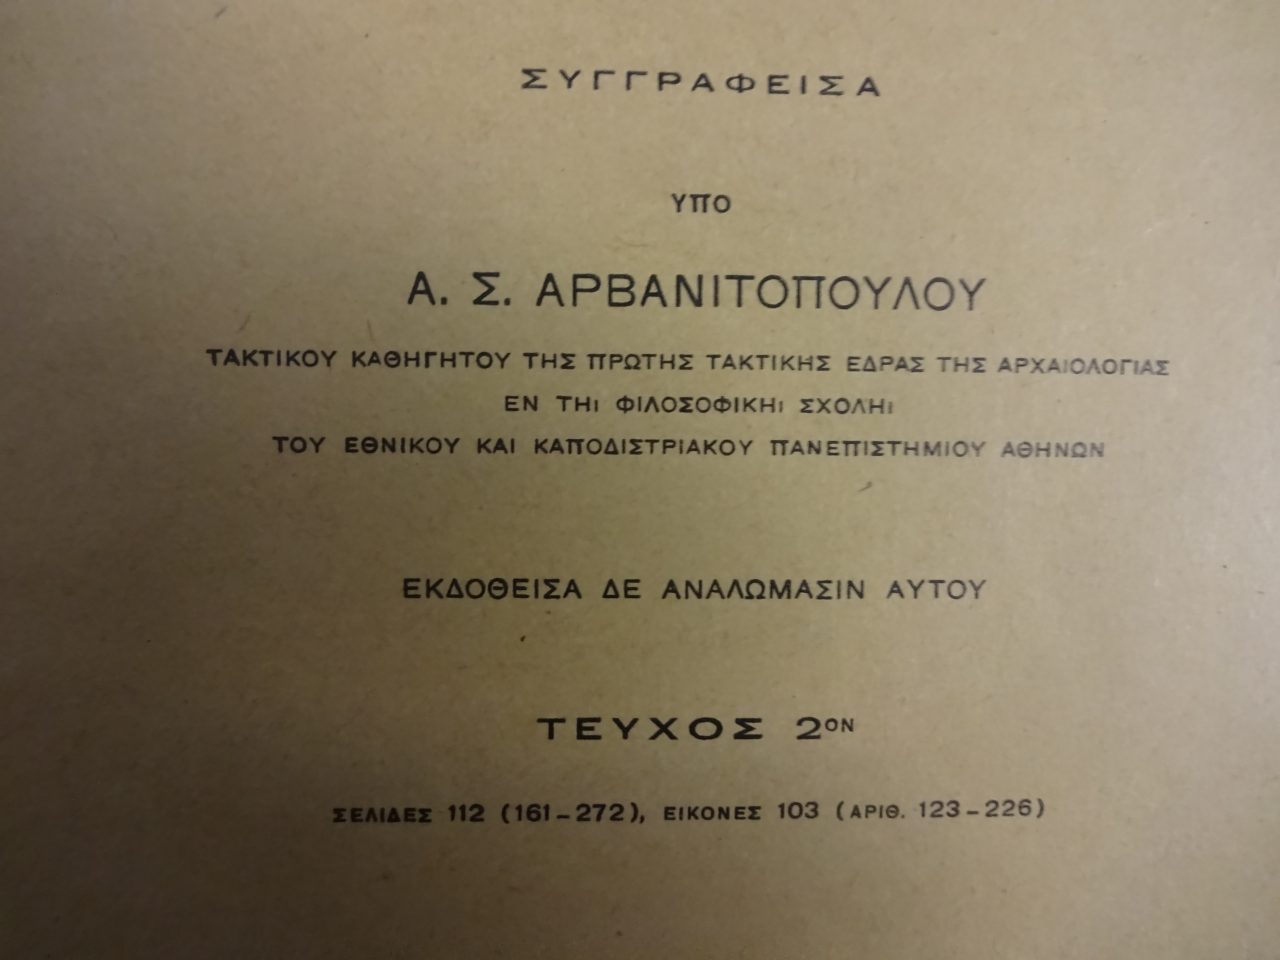 ΣΥΓΓΡΑΦΕΙΣΑ
ΥΠΟ
Α. Σ. ΑΡΒΑΝΙΤΟΠΟΥΛΟΥ
ΤΑΚΤΙΚΟΥ ΚΑΘΗΓΗΤΟΥ ΤΗΣ ΠΡΩΤΗΣ ΤΑΚΤΙΚΗΣ ΕΔΡΑΣ ΤΗΣ ΑΡΧΑΙΟΛΟΓΙΑΣ
ΕΝ ΤΗι ΦΙΛΟΣΟΦΙΚΗι ΣΧΟΛΗι
ΤΟΥ ΕΘΝΙΚΟΥ ΚΑΙ ΚΑΠΟΔΙΣΤΡΙΑΚΟΥ ΠΑΝΕΠΙΣΤΗΜΙΟΥ ΑΘΗΝΩΝ
ΕΚΔΟΘΕΙΣΑ ΔΕ ΑΝΑΛΩΜΑΣΙΝ ΑΥΤΟΥ
ΤΕΥΧΟΣ 2ΟΝ
ΣΕΛΙΔΕΣ 112 (161–272), ΕΙΚΟΝΕΣ 103 (ΑΡΙΘ. 123–226)